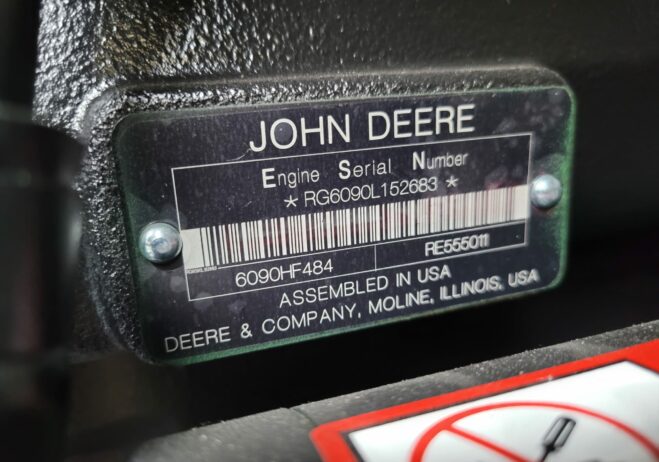 JOHN DEERE
Engine Serial Number
* RG6090L152683 *
6090HF484 RE555011
ASSEMBLED IN USA
DEERE & COMPANY, MOLINE, ILLINOIS, USA